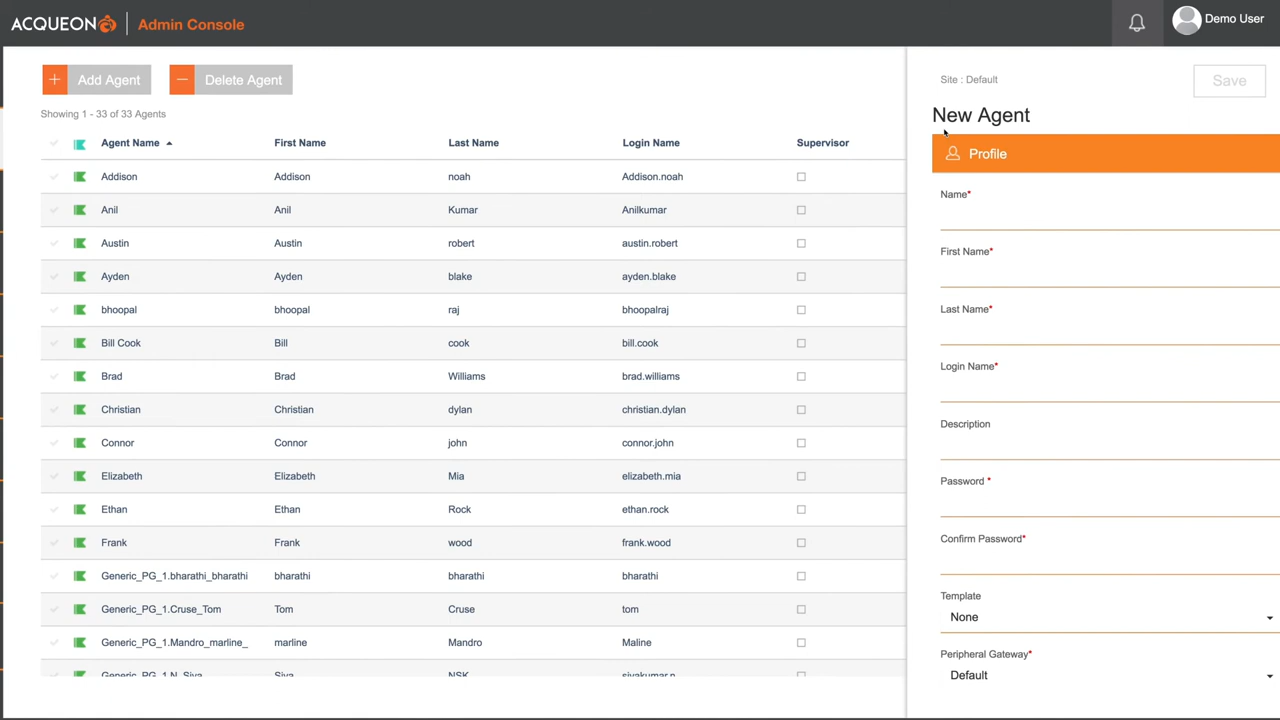 ACQUEON Admin Console Demo User
Add Agent Delete Agent
Showing 1 - 33 of 33 Agents
Agent Name First Name Last Name Login Name Supervisor
Addison Addison noah Addison.noah
Anil Anil Kumar Anilkumar
Austin Austin robert austin.robert
Ayden Ayden blake ayden.blake
bhoopal bhoopal raj bhoopalraj
Bill Cook Bill cook bill.cook
Brad Brad Williams brad.williams
Christian Christian dylan christian.dylan
Connor Connor john connor.john
Elizabeth Elizabeth Mia elizabeth.mia
Ethan Ethan Rock ethan.rock
Frank Frank wood frank.wood
Generic_PG_1.bharathi_bharathi bharathi bharathi bharathi
Generic_PG_1.Cruse_Tom Tom Cruse tom
Generic_PG_1.Mandro_marline_ marline Mandro Maline
Generic_PG_1.N_Siva Siva NSK sivakumar.n
Site : Default Save
New Agent
Profile
Name*
First Name*
Last Name*
Login Name*
Description
Password *
Confirm Password*
Template
None
Peripheral Gateway*
Default